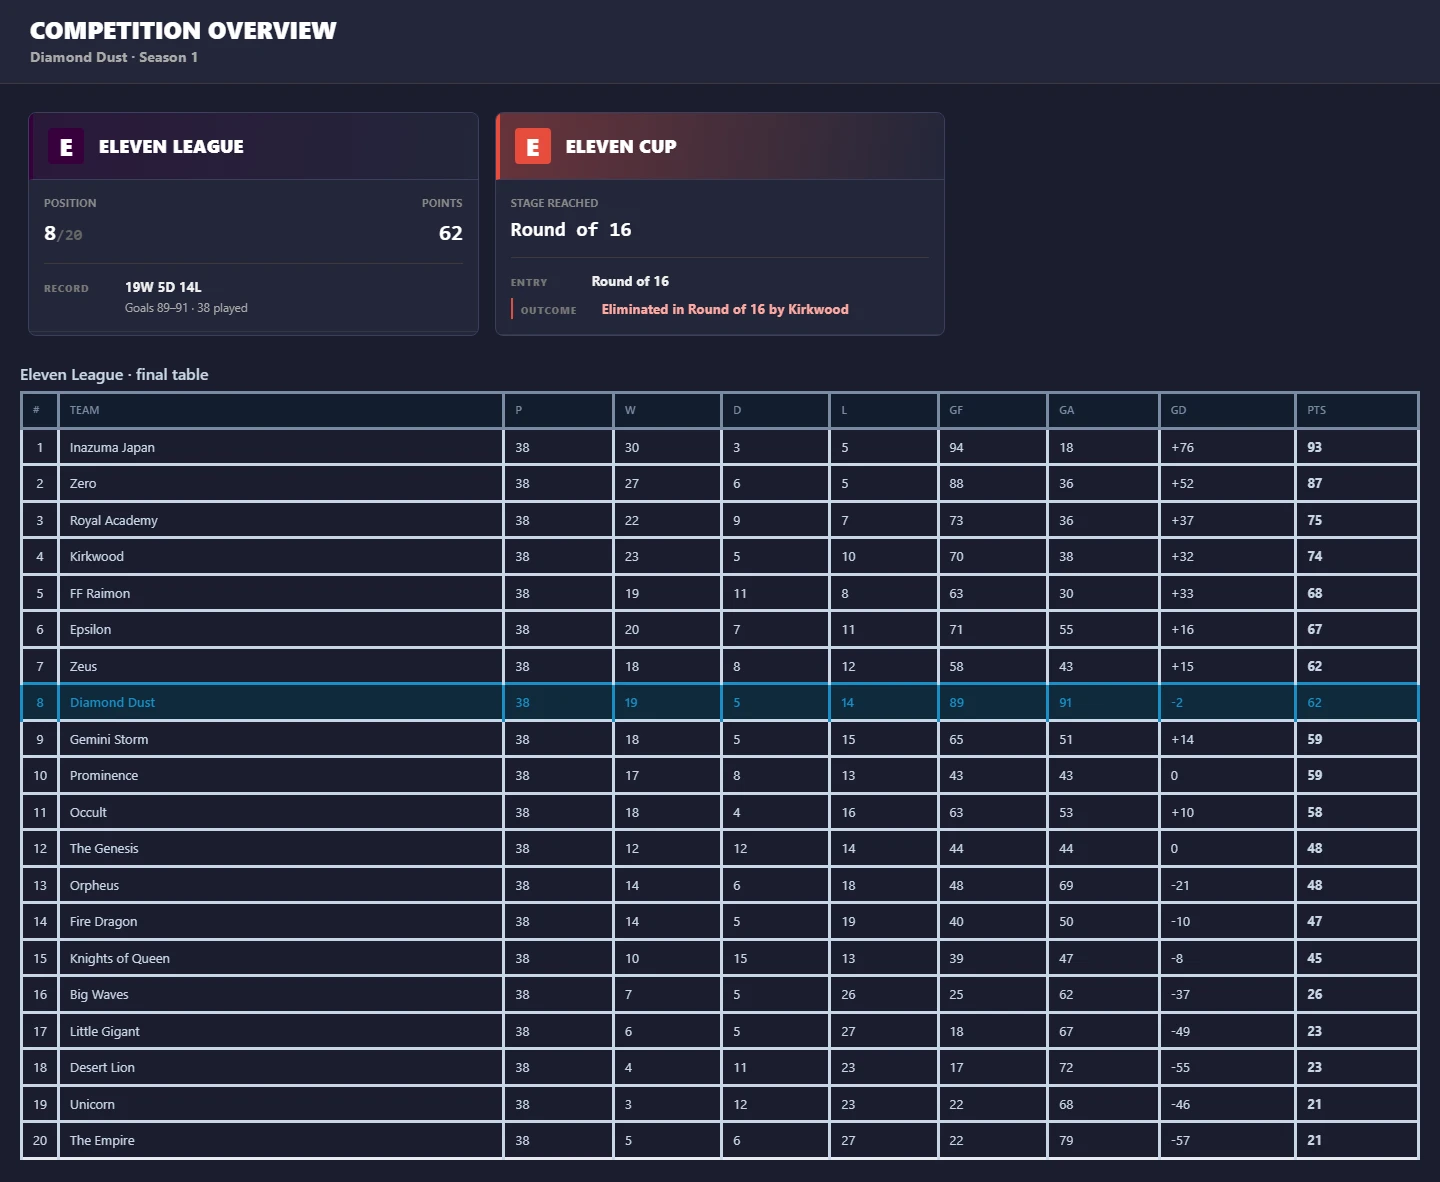 COMPETITION OVERVIEW
Diamond Dust · Season 1
E ELEVEN LEAGUE
POSITION POINTS
8/20 62
RECORD 19W 5D 14L
Goals 89–91 · 38 played
E ELEVEN CUP
STAGE REACHED
Round of 16
ENTRY Round of 16
OUTCOME Eliminated in Round of 16 by Kirkwood
Eleven League · final table
# TEAM P W D L GF GA GD PTS
1 Inazuma Japan 38 30 3 5 94 18 +76 93
2 Zero 38 27 6 5 88 36 +52 87
3 Royal Academy 38 22 9 7 73 36 +37 75
4 Kirkwood 38 23 5 10 70 38 +32 74
5 FF Raimon 38 19 11 8 63 30 +33 68
6 Epsilon 38 20 7 11 71 55 +16 67
7 Zeus 38 18 8 12 58 43 +15 62
8 Diamond Dust 38 19 5 14 89 91 -2 62
9 Gemini Storm 38 18 5 15 65 51 +14 59
10 Prominence 38 17 8 13 43 43 0 59
11 Occult 38 18 4 16 63 53 +10 58
12 The Genesis 38 12 12 14 44 44 0 48
13 Orpheus 38 14 6 18 48 69 -21 48
14 Fire Dragon 38 14 5 19 40 50 -10 47
15 Knights of Queen 38 10 15 13 39 47 -8 45
16 Big Waves 38 7 5 26 25 62 -37 26
17 Little Gigant 38 6 5 27 18 67 -49 23
18 Desert Lion 38 4 11 23 17 72 -55 23
19 Unicorn 38 3 12 23 22 68 -46 21
20 The Empire 38 5 6 27 22 79 -57 21